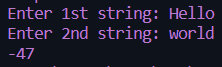 Enter 1st string: Hello
Enter 2nd string: world
-47